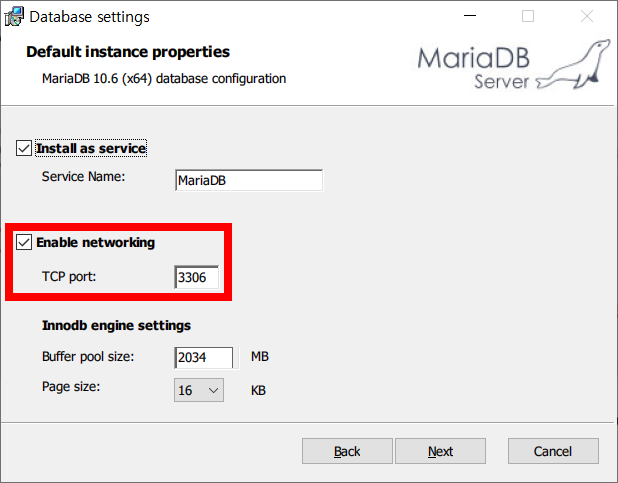 Database settings
Default instance properties
MariaDB 10.6 (x64) database configuration
MariaDB
Server
Install as service
Service Name: MariaDB
Enable networking
TCP port: 3306
Innodb engine settings
Buffer pool size: 2034 MB
Page size: 16 KB
Back Next Cancel